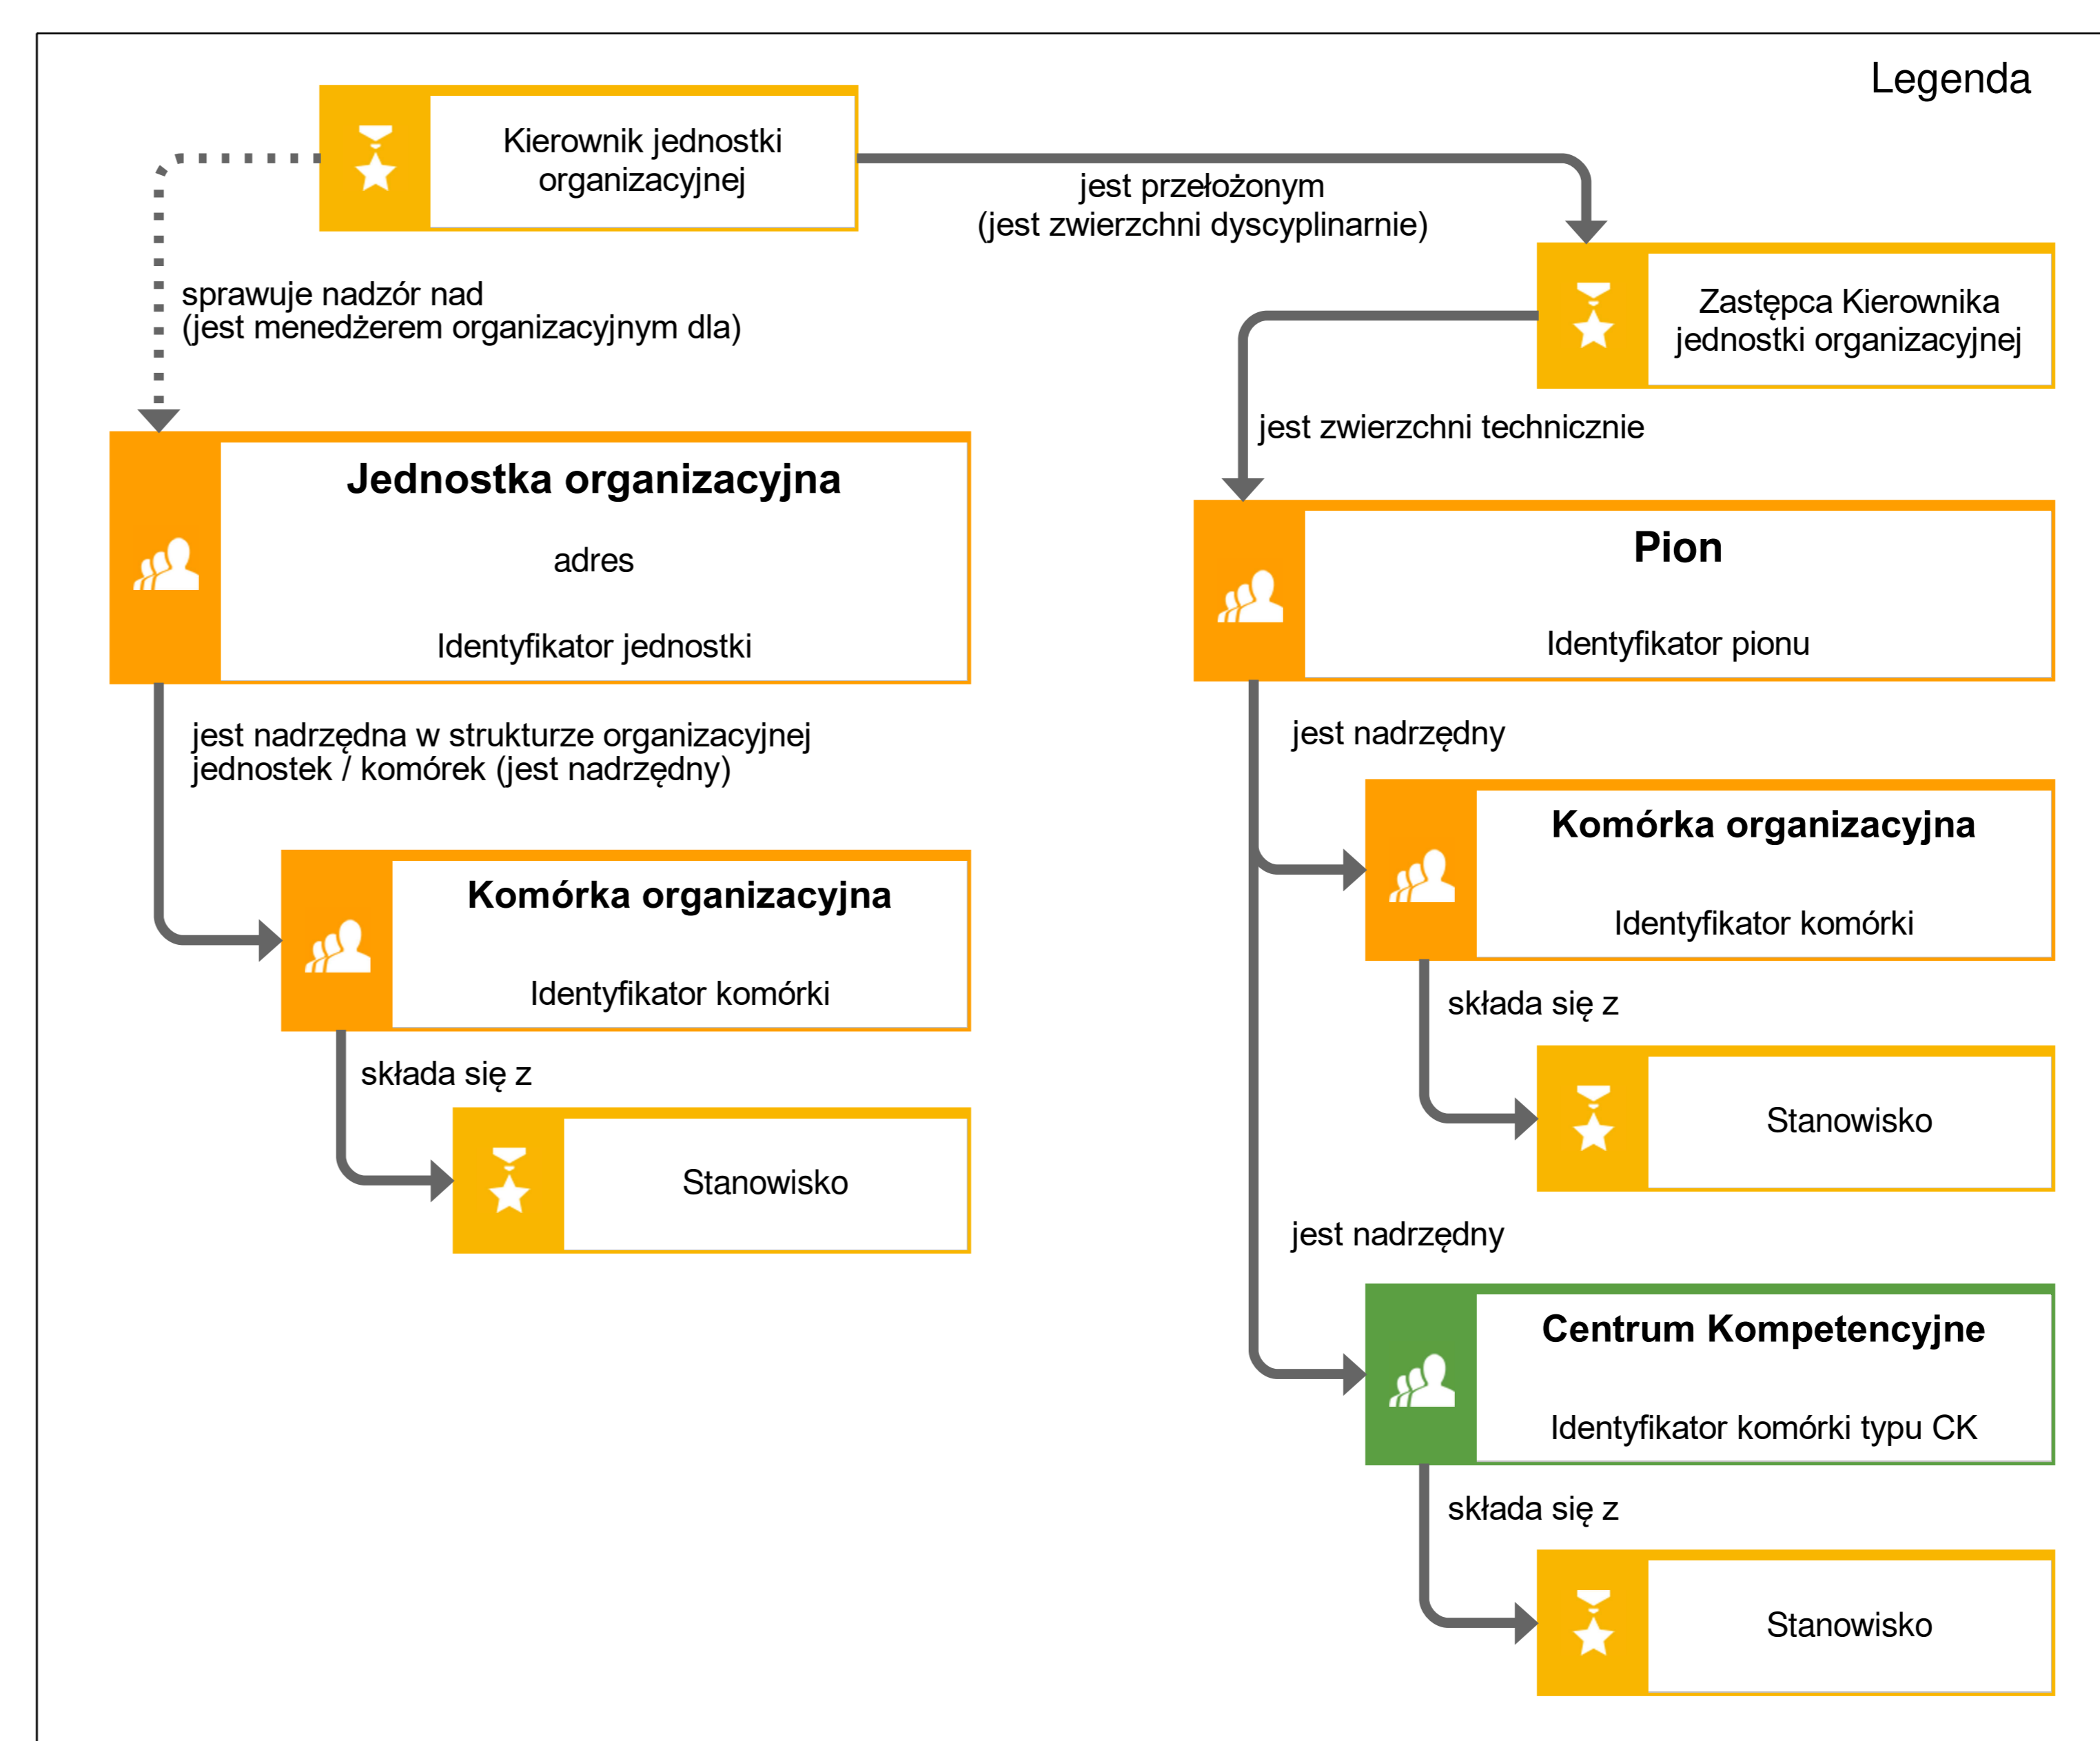 Legenda
Kierownik jednostki
organizacyjnej
jest przełożonym
(jest zwierzchni dyscyplinarnie)
sprawuje nadzór nad
(jest menedżerem organizacyjnym dla)
Zastępca Kierownika
jednostki organizacyjnej
jest zwierzchni technicznie
Jednostka organizacyjna
adres
Identyfikator jednostki
Pion
Identyfikator pionu
jest nadrzędna w strukturze organizacyjnej
jednostek / komórek (jest nadrzędny)
jest nadrzędny
Komórka organizacyjna
Identyfikator komórki
składa się z
Stanowisko
Komórka organizacyjna
Identyfikator komórki
składa się z
Stanowisko
jest nadrzędny
Centrum Kompetencyjne
Identyfikator komórki typu CK
składa się z
Stanowisko